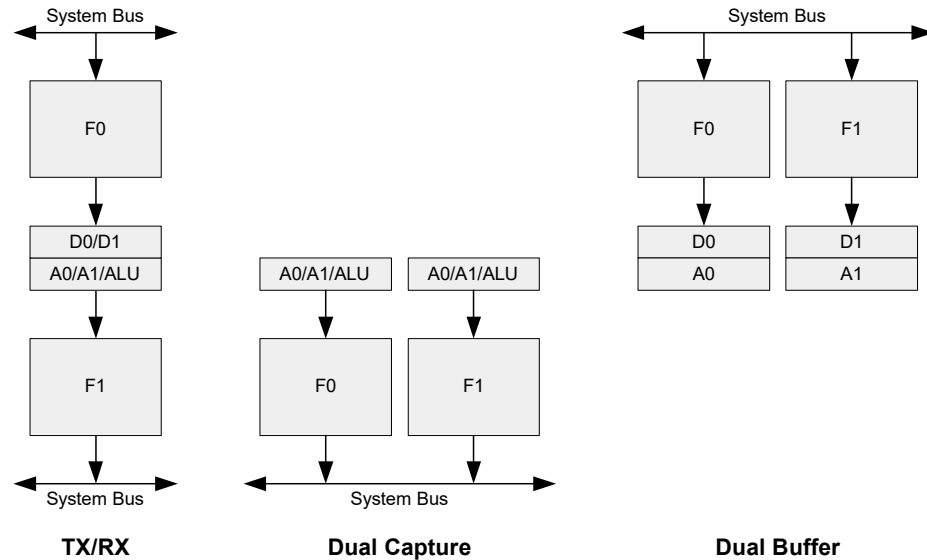 System Bus
F0
D0/D1
A0/A1/ALU
F1
System Bus
TX/RX
A0/A1/ALU
A0/A1/ALU
F0
F1
System Bus
Dual Capture
System Bus
F0
F1
D0
D1
A0
A1
Dual Buffer